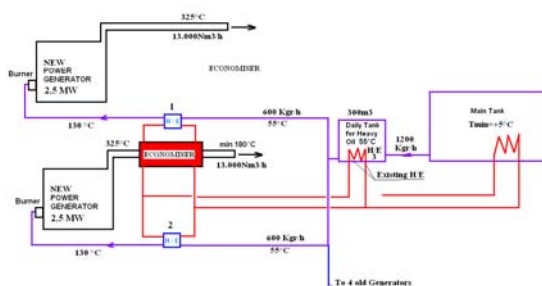 325°C
13.000Nm3/h
NEW
POWER
GENERATOR
2,5 MW
Burner
ECONOMISER
130 °C
1
H/E
600 Kgr/h
55°C
300m3
Daily Tank
for Heavy
Oil 55°C
H/E
3
Existing H/E
1200
Kgr/h
Main Tank
Tmin=+5°C
325°C
ECONOMISER
min 180°C
13.000Nm3/h
NEW
POWER
GENERATOR
2,5 MW
Burner
130 °C
2
H/E
600 Kgr/h
55°C
To 4 old Generators